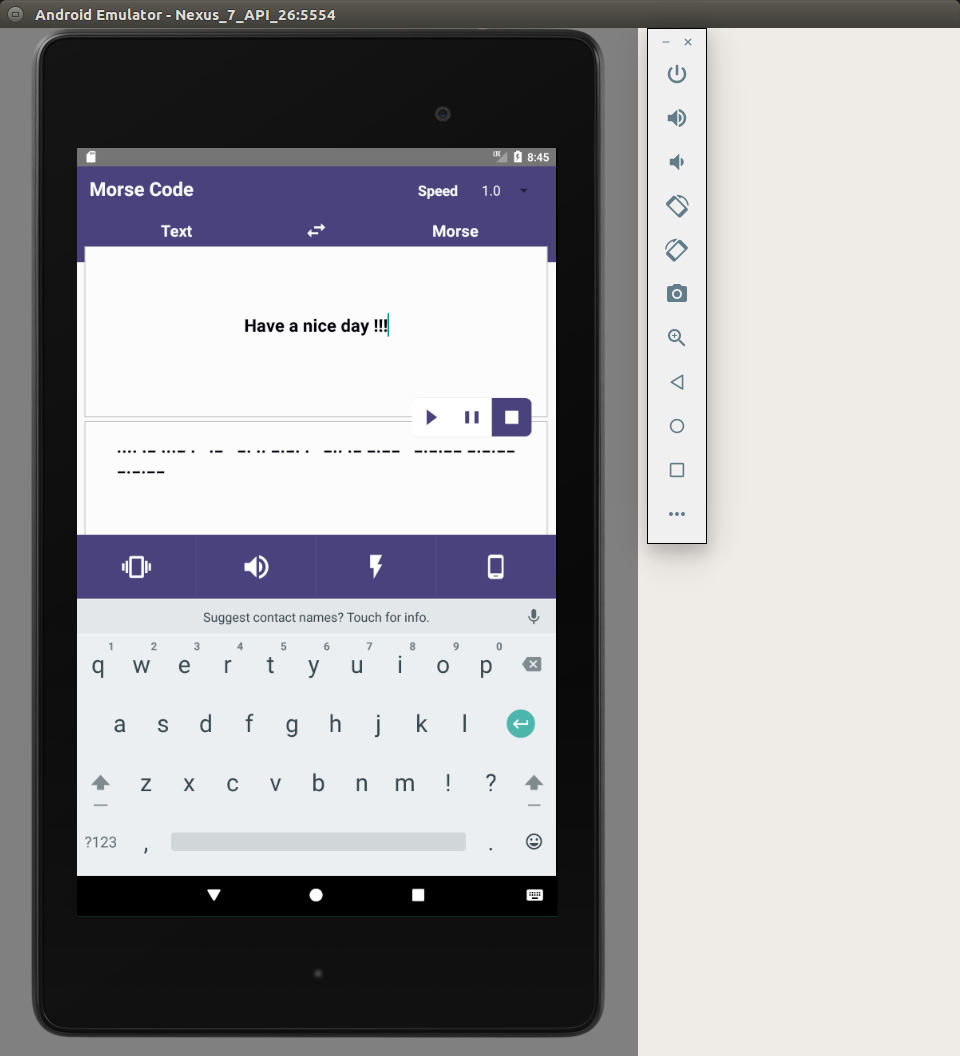 Android Emulator - Nexus_7_API_26:5554
LTE 8:45
Morse Code Speed 1.0
Text Morse
Have a nice day !!!
···· ·− ···− ·   ·−   −· ·· −·−· ·   −·· ·− −·−−   −·−·−− −·−·−−
−·−·−−
Suggest contact names? Touch for info.
1 2 3 4 5 6 7 8 9 0
q w e r t y u i o p
a s d f g h j k l
z x c v b n m ! ?
?123 , .